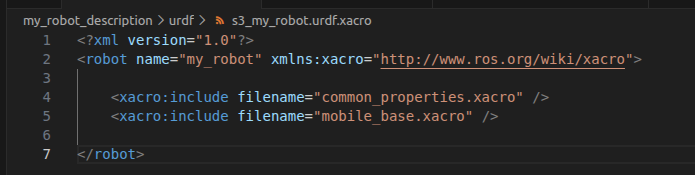 my_robot_description > urdf > s3_my_robot.urdf.xacro
1 <?xml version="1.0"?>
2 <robot name="my_robot" xmlns:xacro="http://www.ros.org/wiki/xacro">
3
4     <xacro:include filename="common_properties.xacro" />
5     <xacro:include filename="mobile_base.xacro" />
6
7 </robot>